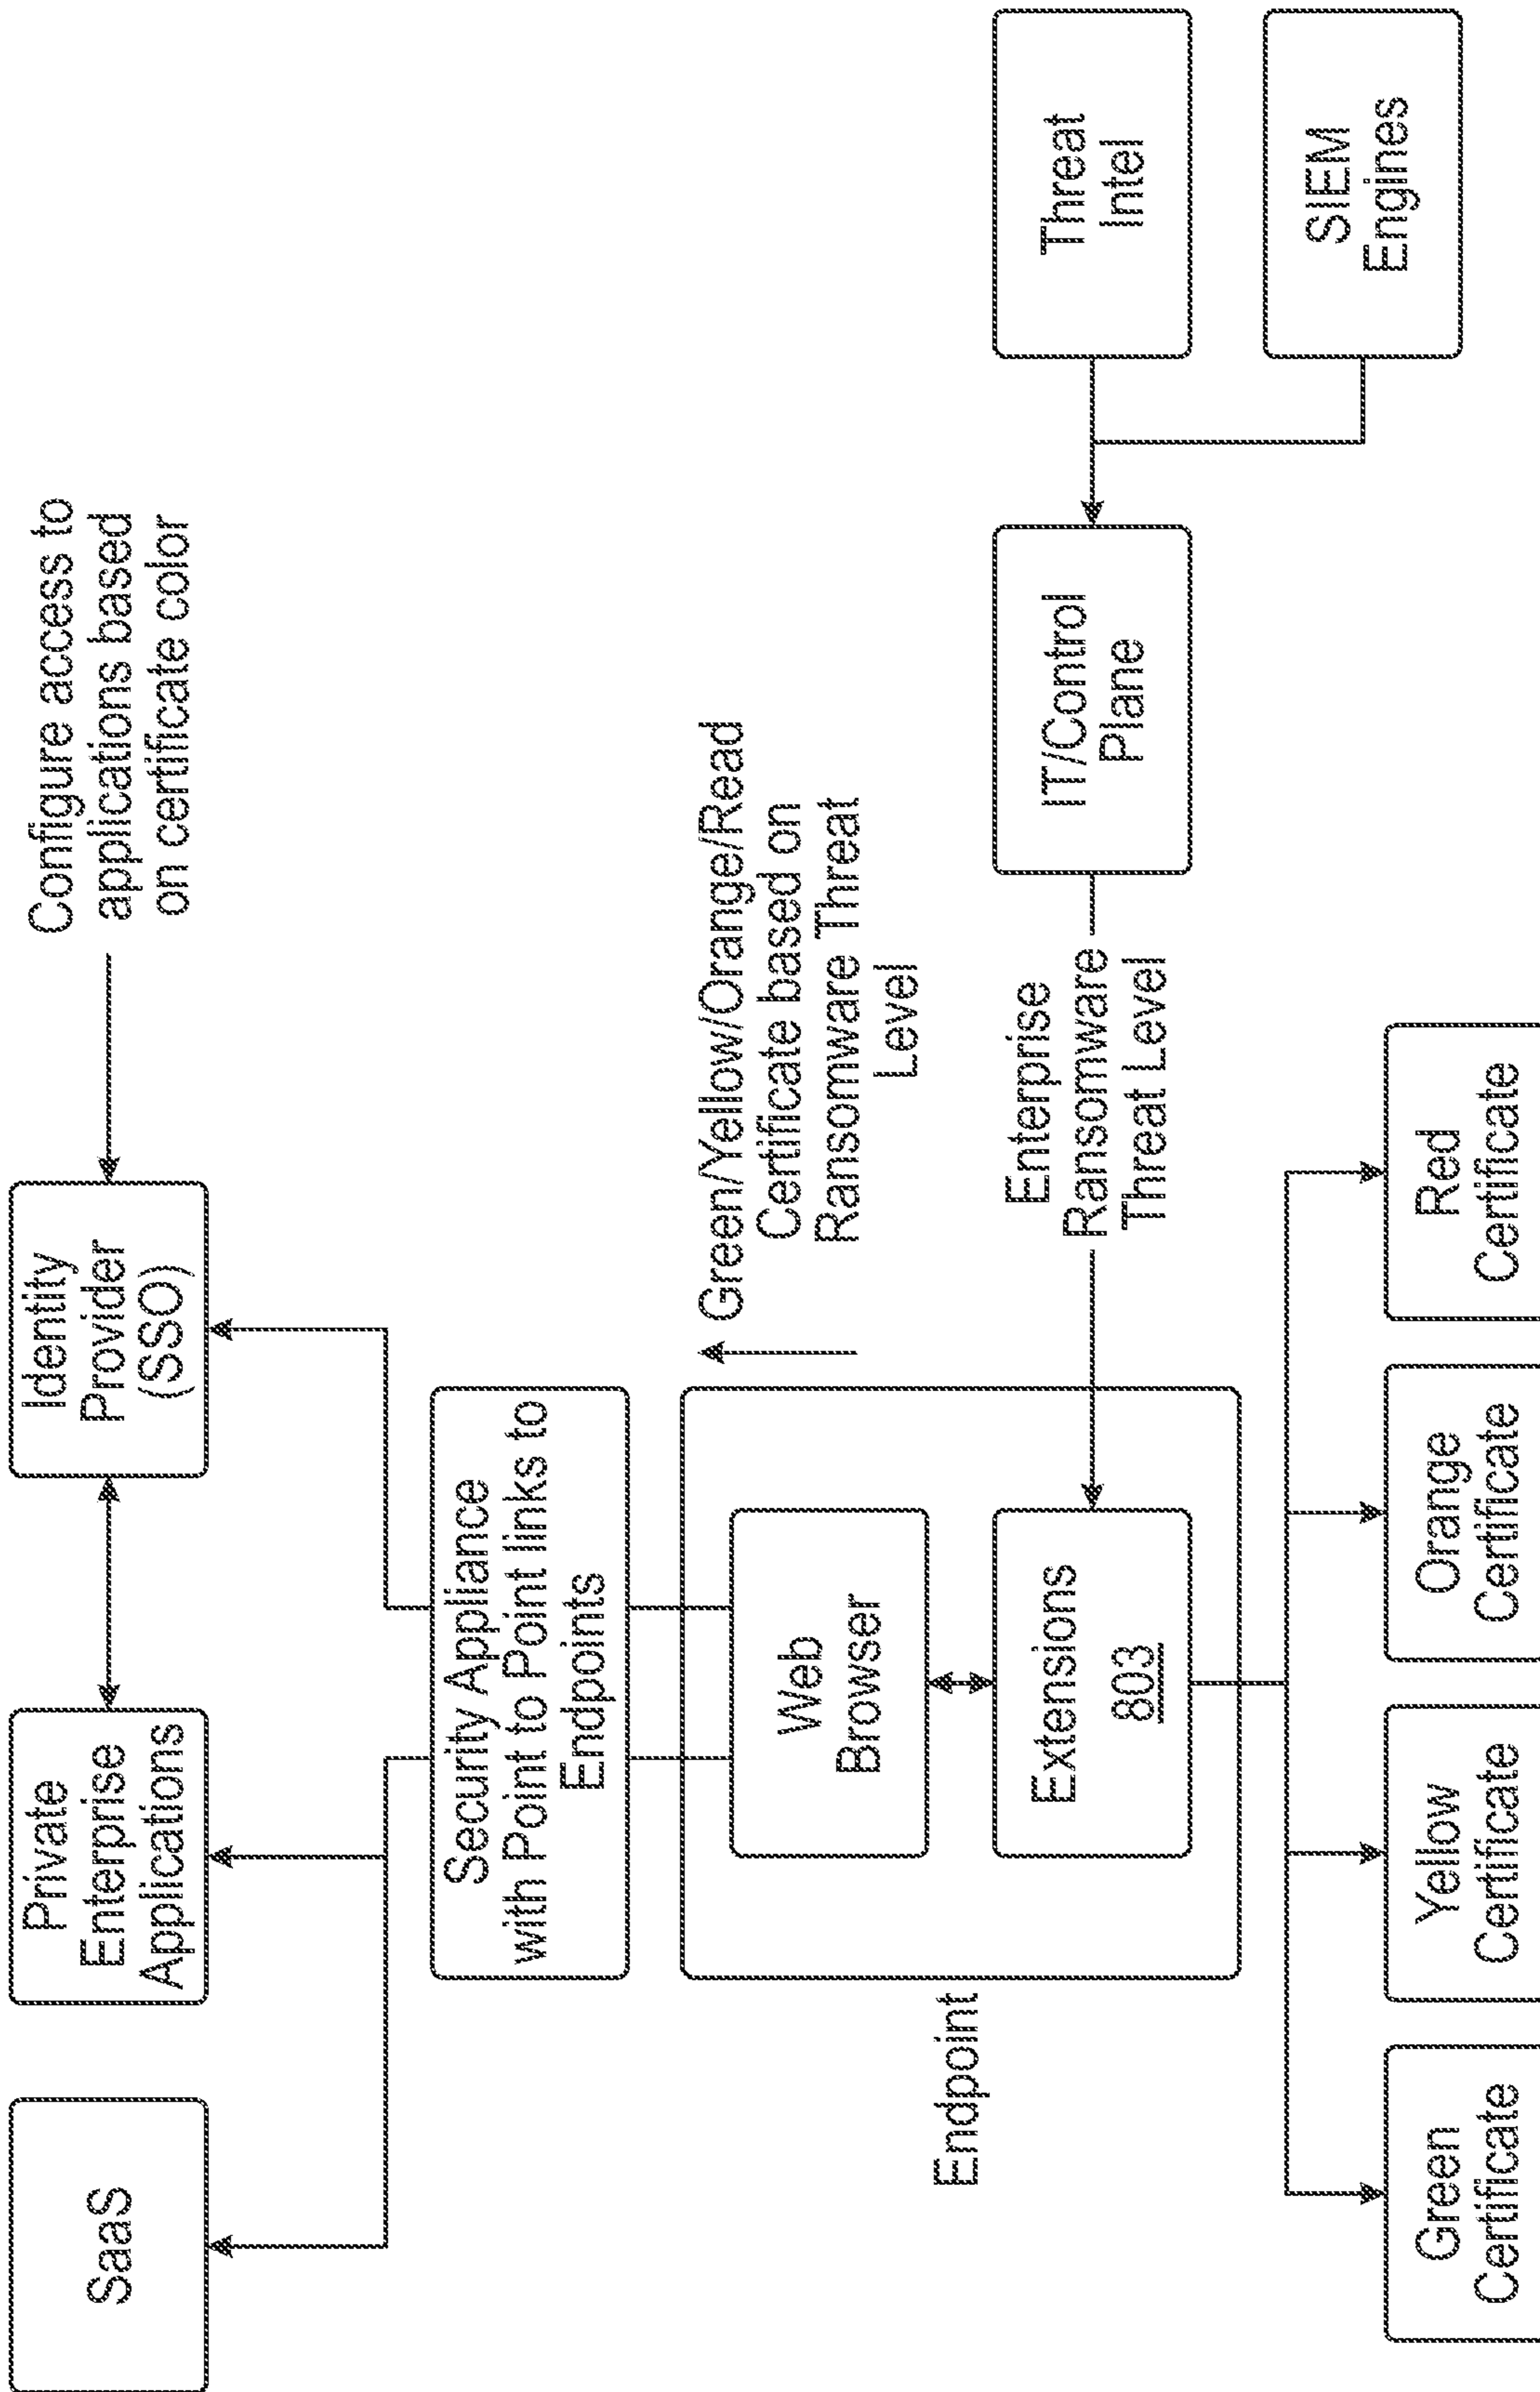 SaaS
Private
Enterprise
Applications
Identity
Provider
(SSO)
Configure access to
applications based
on certificate color
Security Appliance
with Point to Point links to
Endpoints
Green/Yellow/Orange/Read
Certificate based on
Ransomware Threat
Level
Endpoint
Web
Browser
Extensions
803
Enterprise
Ransomware
Threat Level
IT/Control
Plane
Threat
Intel
SIEM
Engines
Green
Certificate
Yellow
Certificate
Orange
Certificate
Red
Certificate